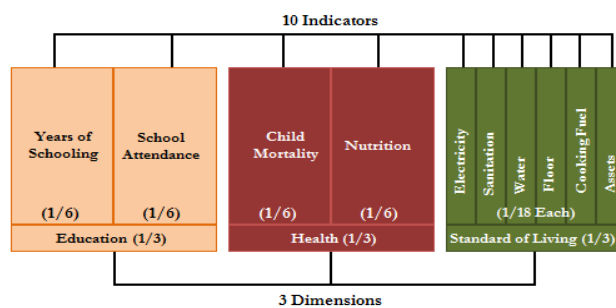 10 Indicators
Years of
Schooling
(1/6)
School
Attendance
(1/6)
Education (1/3)
Child
Mortality
(1/6)
Nutrition
(1/6)
Health (1/3)
Electricity
Sanitation
Water
Floor
Cooking Fuel
Assets
(1/18 Each)
Standard of Living (1/3)
3 Dimensions